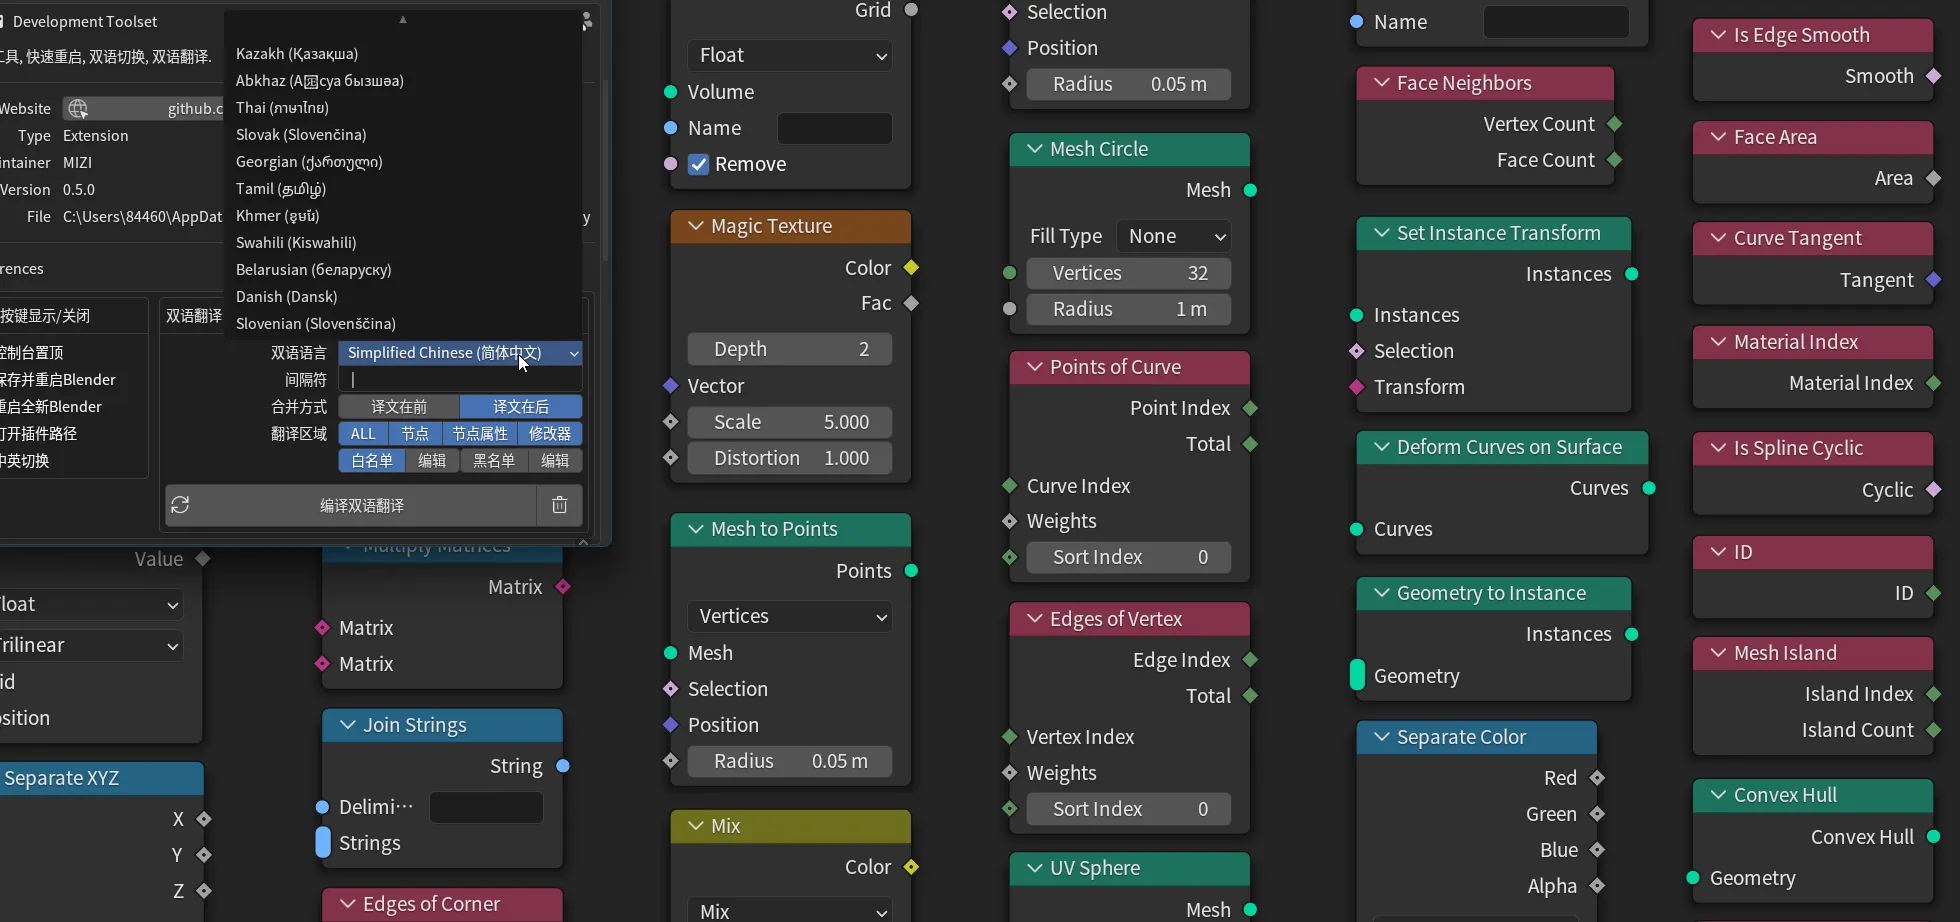 Development Toolset
工具, 快速重启, 双语切换, 双语翻译.
Website
github.c
Type
Extension
intainer
MIZI
Version
0.5.0
File
C:\Users\84460\AppDat
y
rences
按键显示/关闭
控制台置顶
保存并重启Blender
重启全新Blender
打开插件路径
中英切换
Kazakh (Қазақша)
Thai (ภาษาไทย)
Slovak (Slovenčina)
Georgian (ქართული)
Tamil (தமிழ்)
Khmer (ខ្មែរ)
Swahili (Kiswahili)
Belarusian (беларуску)
Danish (Dansk)
Slovenian (Slovenščina)
双语翻译
双语语言
Simplified Chinese (简体中文)
间隔符
|
合并方式
译文在前
译文在后
翻译区域
ALL
节点
节点属性
修改器
白名单
编辑
黑名单
编辑
编译双语翻译
Value
loat
Trilinear
id
osition
Separate XYZ
X
Y
Z
Multiply Matrices
Matrix
Matrix
Matrix
Join Strings
String
Delimi···
Strings
Edges of Corner
Grid
Float
Volume
Name
Remove
Magic Texture
Color
Fac
Depth 2
Vector
Scale 5.000
Distortion 1.000
Mesh to Points
Points
Vertices
Mesh
Selection
Position
Radius 0.05 m
Mix
Color
Mix
Selection
Position
Radius 0.05 m
Mesh Circle
Mesh
Fill Type None
Vertices 32
Radius 1 m
Points of Curve
Point Index
Total
Curve Index
Weights
Sort Index 0
Edges of Vertex
Edge Index
Total
Vertex Index
Weights
Sort Index 0
UV Sphere
Mesh
Name
Face Neighbors
Vertex Count
Face Count
Set Instance Transform
Instances
Instances
Selection
Transform
Deform Curves on Surface
Curves
Curves
Geometry to Instance
Instances
Geometry
Separate Color
Red
Green
Blue
Alpha
Is Edge Smooth
Smooth
Face Area
Area
Curve Tangent
Tangent
Material Index
Material Index
Is Spline Cyclic
Cyclic
ID
ID
Mesh Island
Island Index
Island Count
Convex Hull
Convex Hull
Geometry